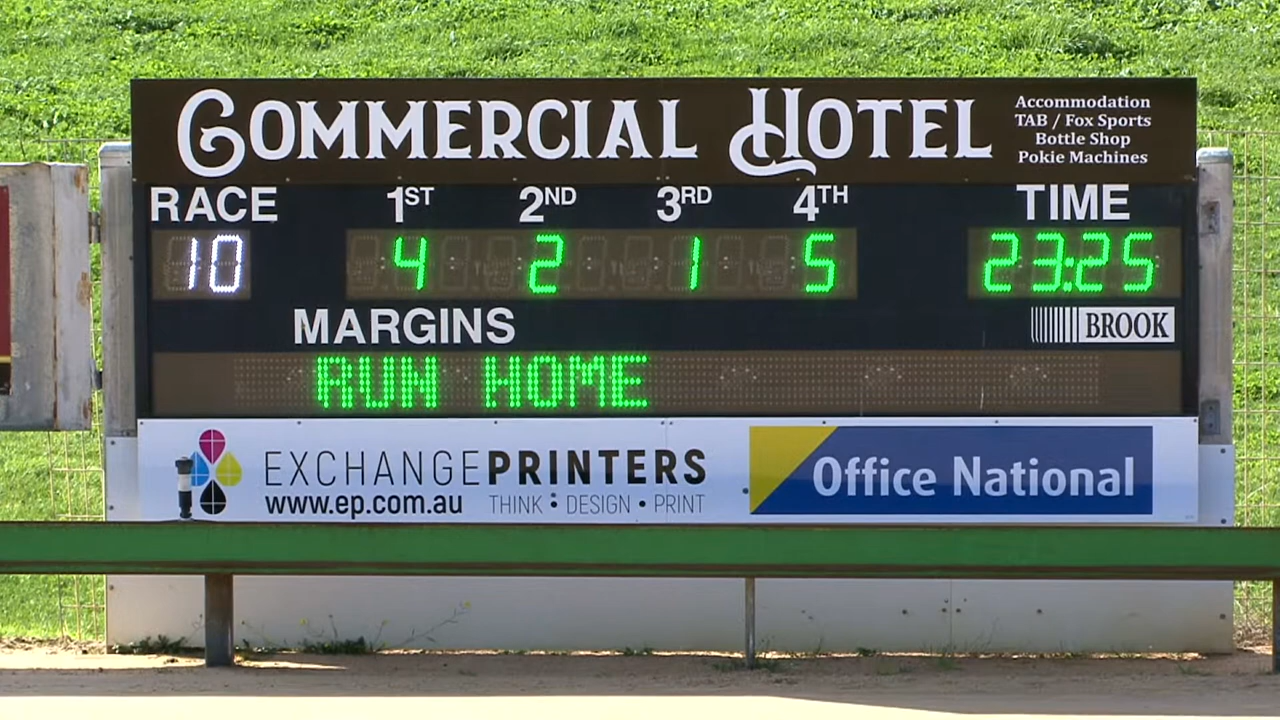 COMMERCIAL HOTEL
Accommodation
TAB / Fox Sports
Bottle Shop
Pokie Machines
RACE 1ST 2ND 3RD 4TH TIME
10 4 2 1 5 23:25
MARGINS
BROOK
RUN HOME
EXCHANGEPRINTERS
www.ep.com.au THINK : DESIGN • PRINT
Office National